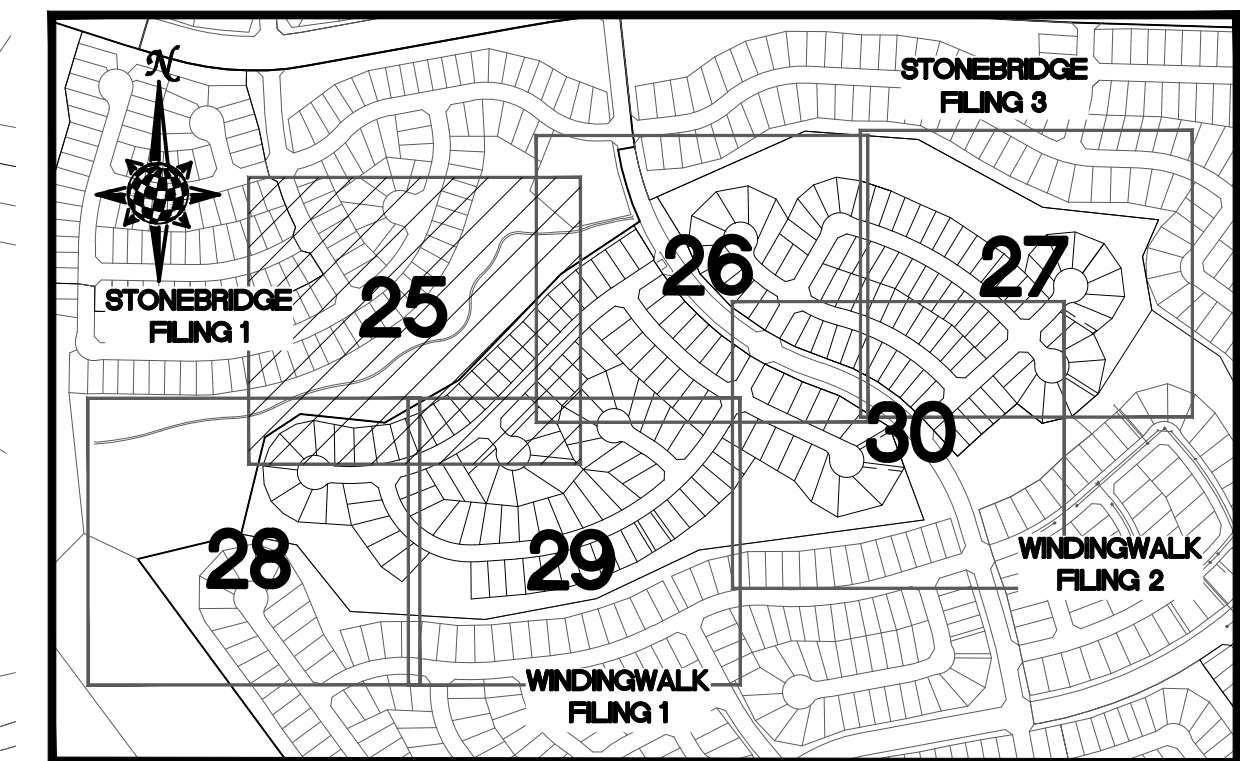 N
STONEBRIDGE
FILING 3
26
27
STONEBRIDGE
FILING 1
25
30
28
29
WINDINGWALK
FILING 2
WINDINGWALK
FILING 1